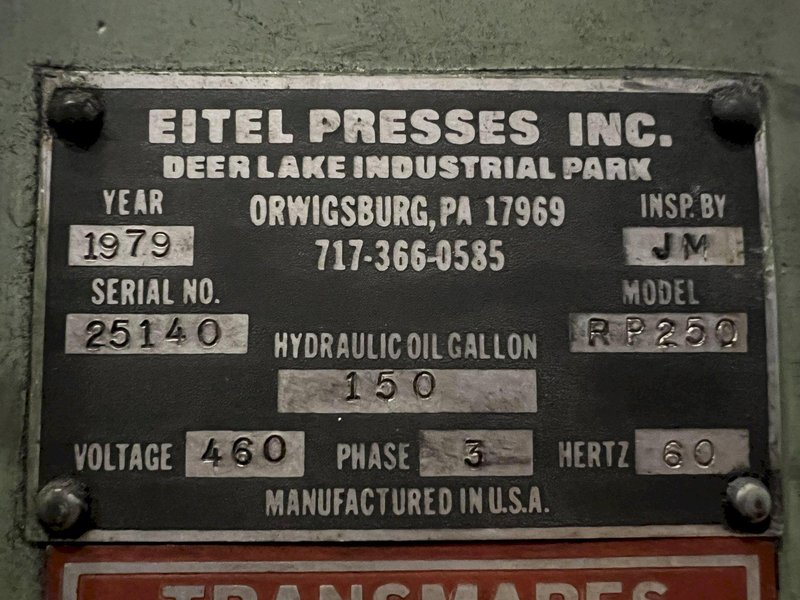 EITEL PRESSES INC.
DEER LAKE INDUSTRIAL PARK
YEAR
ORWIGSBURG, PA 17969
INSP. BY
1979
717-366-0585
JM
SERIAL NO.
MODEL
25140
HYDRAULIC OIL GALLON
RP250
150
VOLTAGE 460 PHASE 3 HERTZ 60
MANUFACTURED IN U.S.A.
TRANSMARES